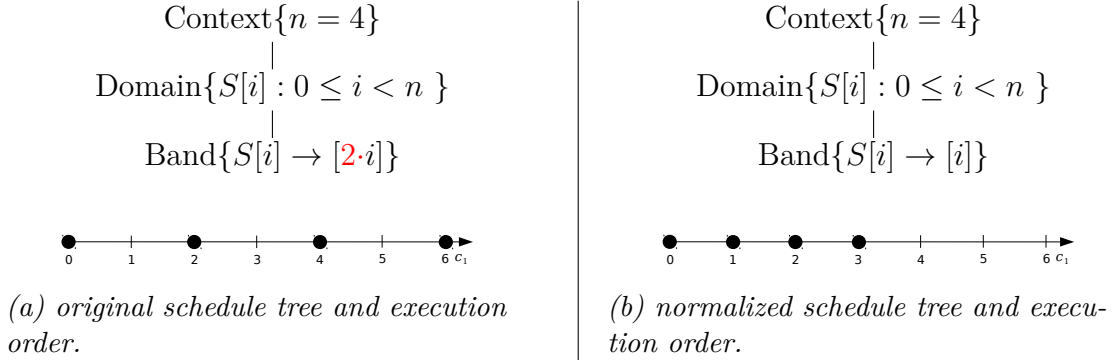 Context{n = 4}
Domain{S[i] : 0 ≤ i < n }
Band{S[i] → [2·i]}
0 1 2 3 4 5 6 c₁
(a) original schedule tree and execution
order.
Context{n = 4}
Domain{S[i] : 0 ≤ i < n }
Band{S[i] → [i]}
0 1 2 3 4 5 6 c₁
(b) normalized schedule tree and execu-
tion order.